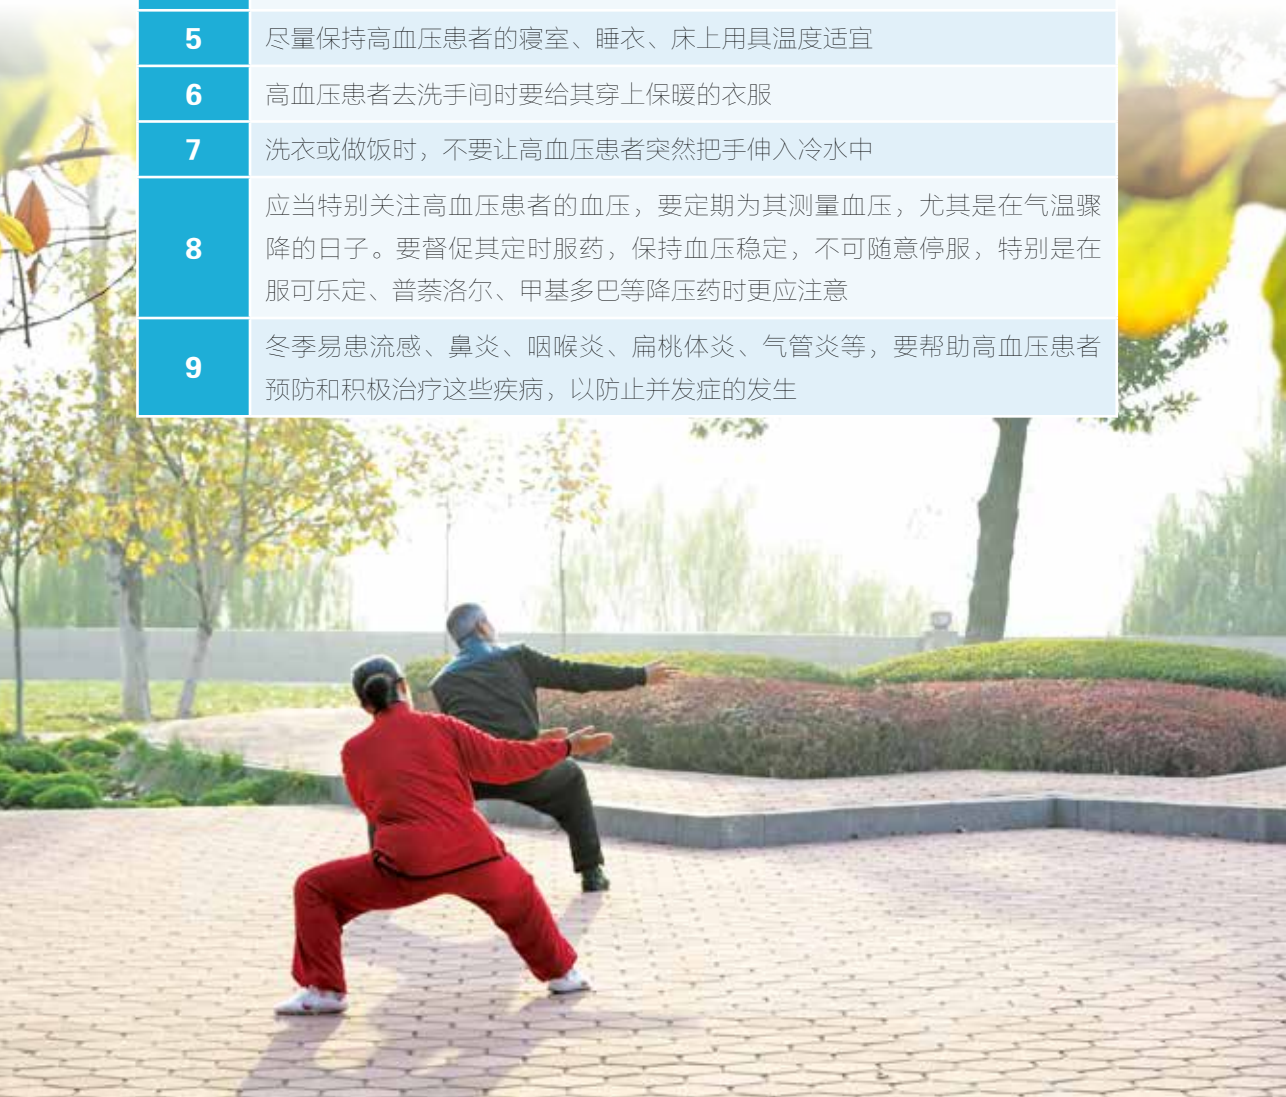 5 尽量保持高血压患者的寝室、睡衣、床上用具温度适宜
6 高血压患者去洗手间时要给其穿上保暖的衣服
7 洗衣或做饭时，不要让高血压患者突然把手伸入冷水中
应当特别关注高血压患者的血压，要定期为其测量血压，尤其是在气温骤
8 降的日子。要督促其定时服药，保持血压稳定，不可随意停服，特别是在
服可乐定、普萘洛尔、甲基多巴等降压药时更应注意
9 冬季易患流感、鼻炎、咽喉炎、扁桃体炎、气管炎等，要帮助高血压患者
预防和积极治疗这些疾病，以防止并发症的发生